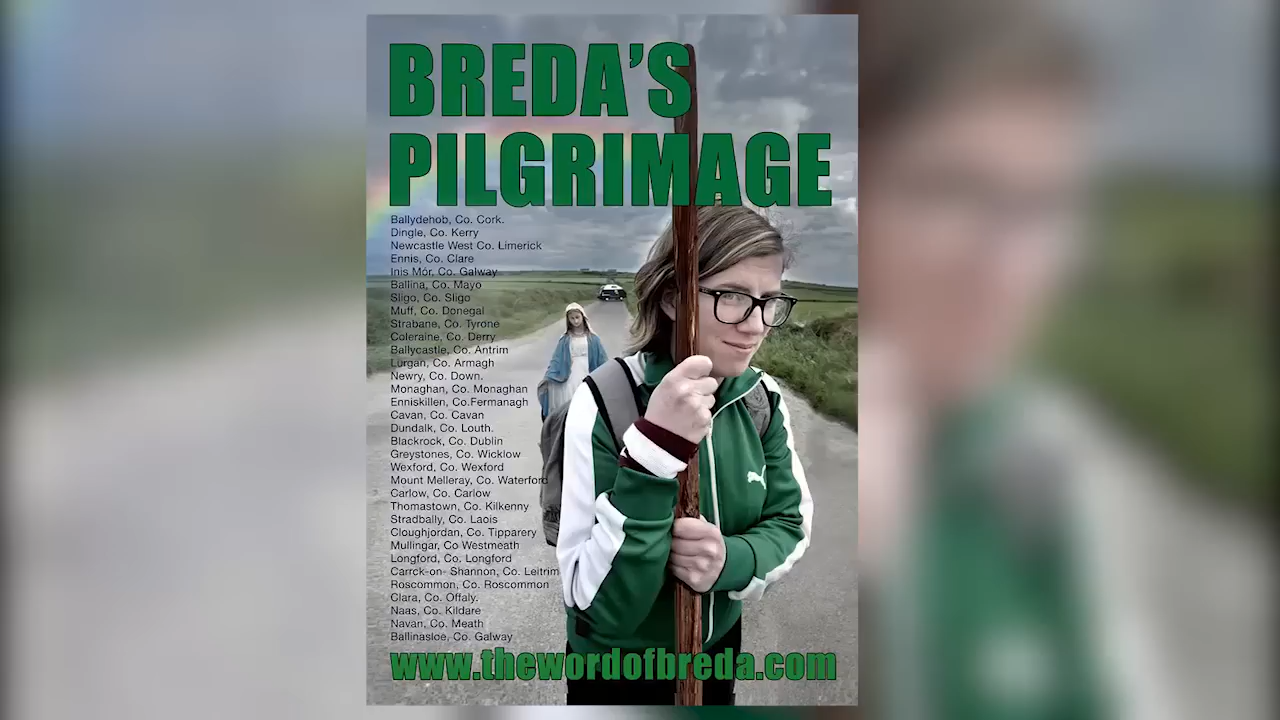 BREDA'S
PILGRIMAGE
Ballydehob, Co. Cork.
Dingle, Co. Kerry
Newcastle West Co. Limerick
Ennis, Co. Clare
Inis Mór, Co. Galway
Ballina, Co. Mayo
Sligo, Co. Sligo
Muff, Co. Donegal
Strabane, Co. Tyrone
Coleraine, Co. Derry
Ballycastle, Co. Antrim
Lurgan, Co. Armagh
Newry, Co. Down.
Monaghan, Co. Monaghan
Enniskillen, Co.Fermanagh
Cavan, Co. Cavan
Dundalk, Co. Louth.
Blackrock, Co. Dublin
Greystones, Co. Wicklow
Wexford, Co. Wexford
Mount Melleray, Co. Waterford
Carlow, Co. Carlow
Thomastown, Co. Kilkenny
Stradbally, Co. Laois
Cloughjordan, Co. Tipparery
Mullingar, Co Westmeath
Longford, Co. Longford
Carrck-on- Shannon, Co. Leitrim
Roscommon, Co. Roscommon
Clara, Co. Offaly.
Naas, Co. Kildare
Navan, Co. Meath
Ballinasloe, Co. Galway
www.thewordofbreda.com